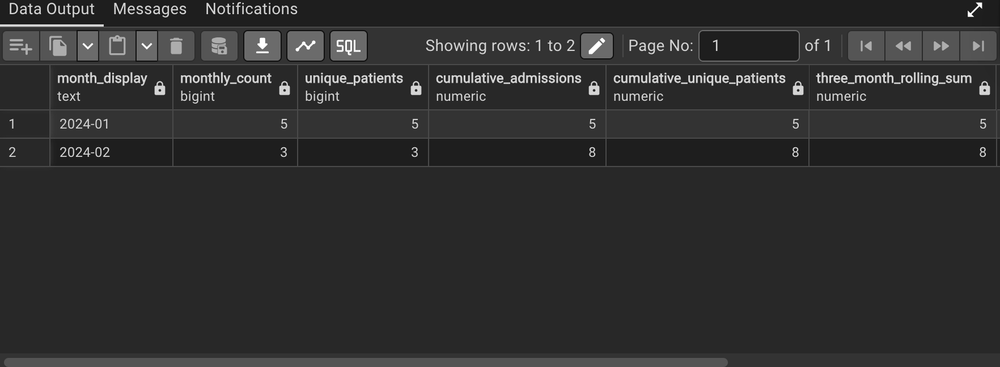 Data Output Messages Notifications
SQL Showing rows: 1 to 2 Page No: 1 of 1
month_display monthly_count unique_patients cumulative_admissions cumulative_unique_patients three_month_rolling_sum
text bigint bigint numeric numeric numeric
1 2024-01 5 5 5 5 5
2 2024-02 3 3 8 8 8